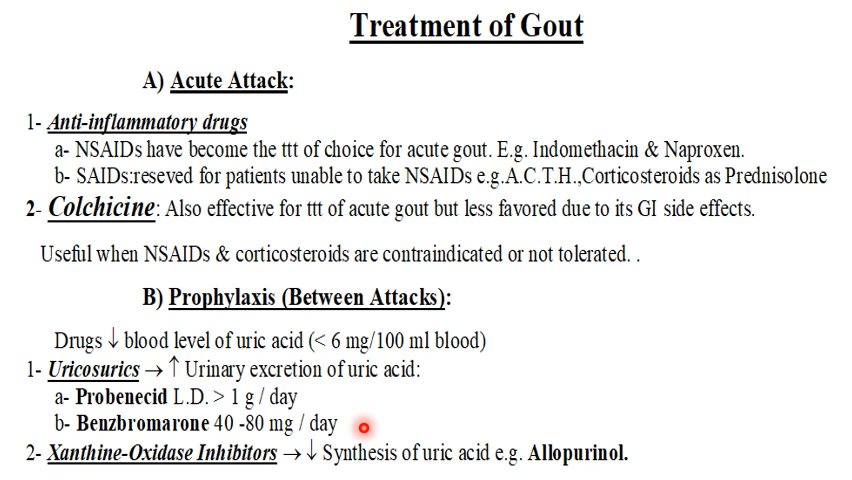 Treatment of Gout
A) Acute Attack:
1- Anti-inflammatory drugs
a- NSAIDs have become the ttt of choice for acute gout. E.g. Indomethacin & Naproxen.
b- SAIDs:reseved for patients unable to take NSAIDs e.g.A.C.T.H.,Corticosteroids as Prednisolone
2- Colchicine: Also effective for ttt of acute gout but less favored due to its GI side effects.
Useful when NSAIDs & corticosteroids are contraindicated or not tolerated. .
B) Prophylaxis (Between Attacks):
Drugs ↓ blood level of uric acid (< 6 mg/100 ml blood)
1- Uricosurics → ↑ Urinary excretion of uric acid:
a- Probenecid L.D. > 1 g / day
b- Benzbromarone 40 -80 mg / day
2- Xanthine-Oxidase Inhibitors → ↓ Synthesis of uric acid e.g. Allopurinol.